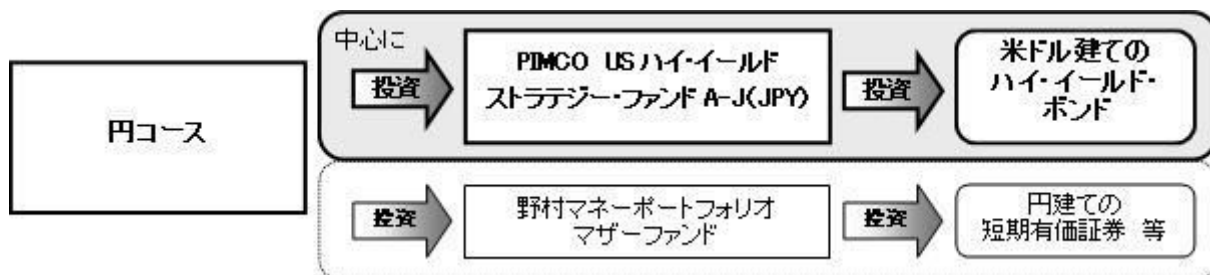 円コース
中心に
投資
PIMCO USハイ・イールド
ストラテジー・ファンド A-J(JPY)
投資
米ドル建ての
ハイ・イールド・
ボンド
投資
野村マネーポートフォリオ
マザーファンド
投資
円建ての
短期有価証券 等